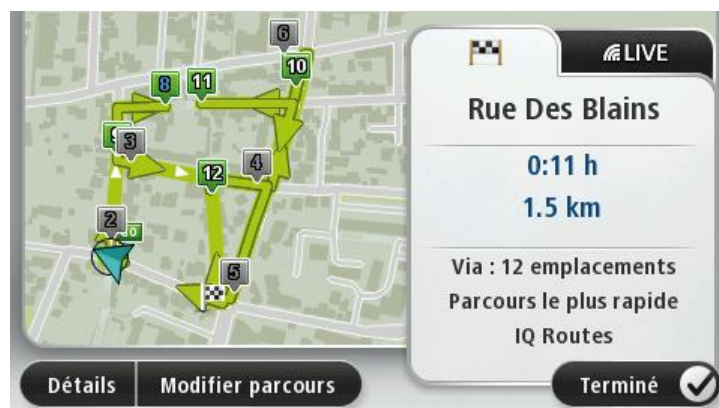 6
LIVE
8
11
10
Rue Des Blains
9
3
0:11 h
12
4
1.5 km
2
0
5
Via : 12 emplacements
Parcours le plus rapide
IQ Routes
Détails
Modifier parcours
Terminé